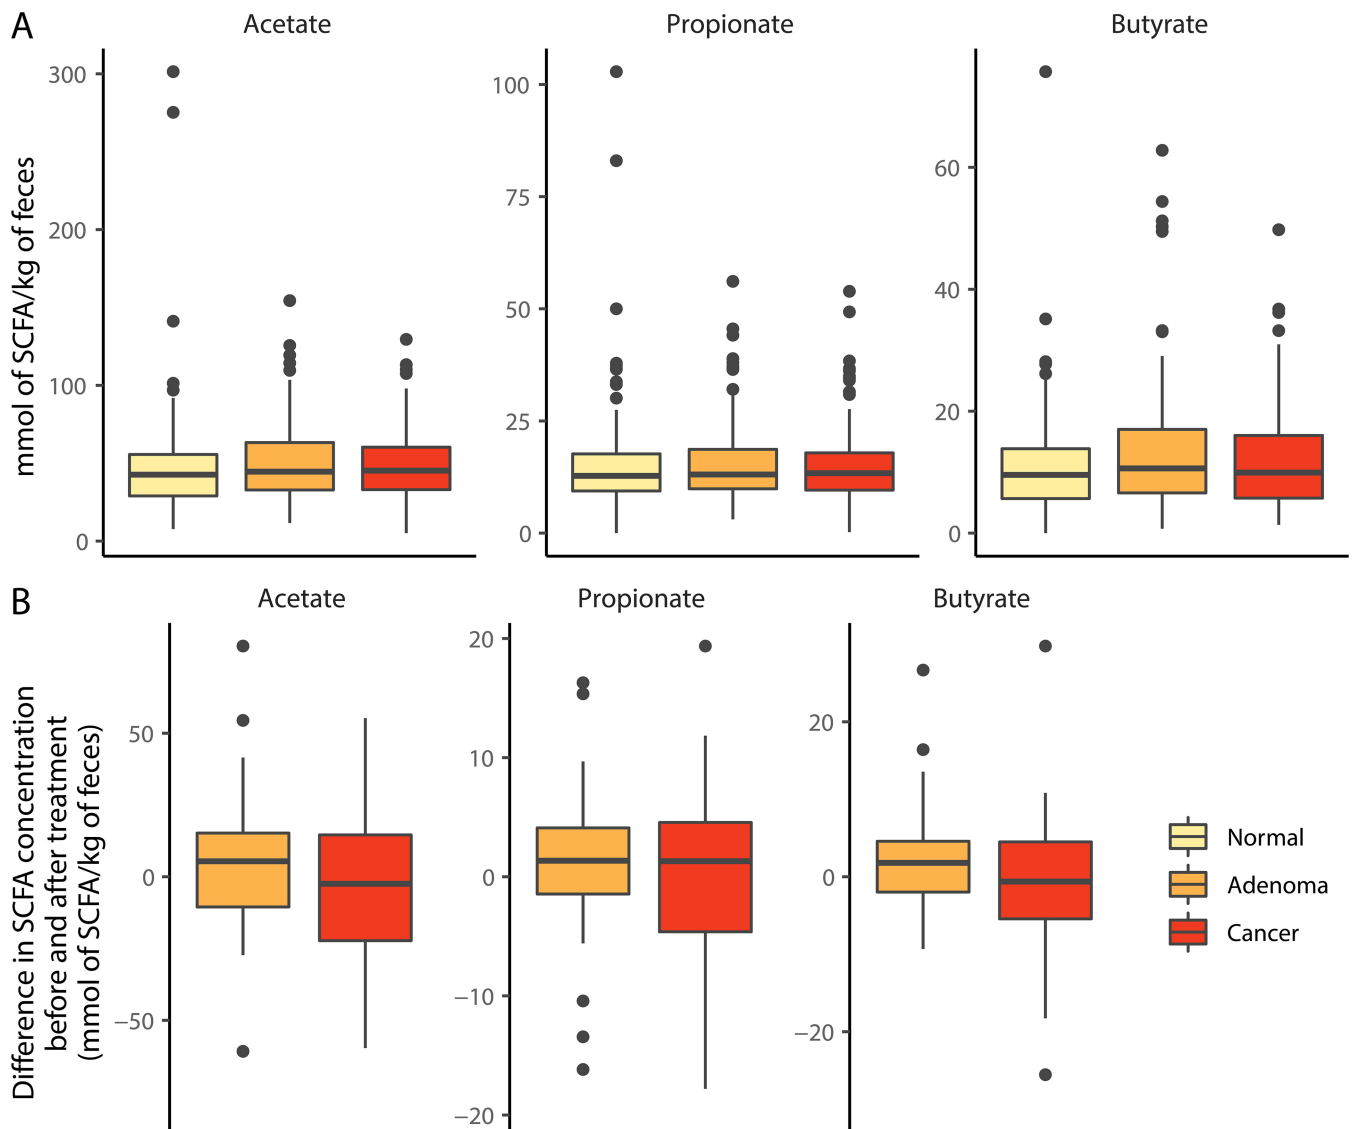 A
Acetate
Propionate
Butyrate
mmol of SCFA/kg of feces
300
200
100
0
100
75
50
25
0
60
40
20
0
B
Acetate
Propionate
Butyrate
Difference in SCFA concentration
before and after treatment
(mmol of SCFA/kg of feces)
50
0
−50
20
10
0
−10
−20
20
0
−20
Normal
Adenoma
Cancer